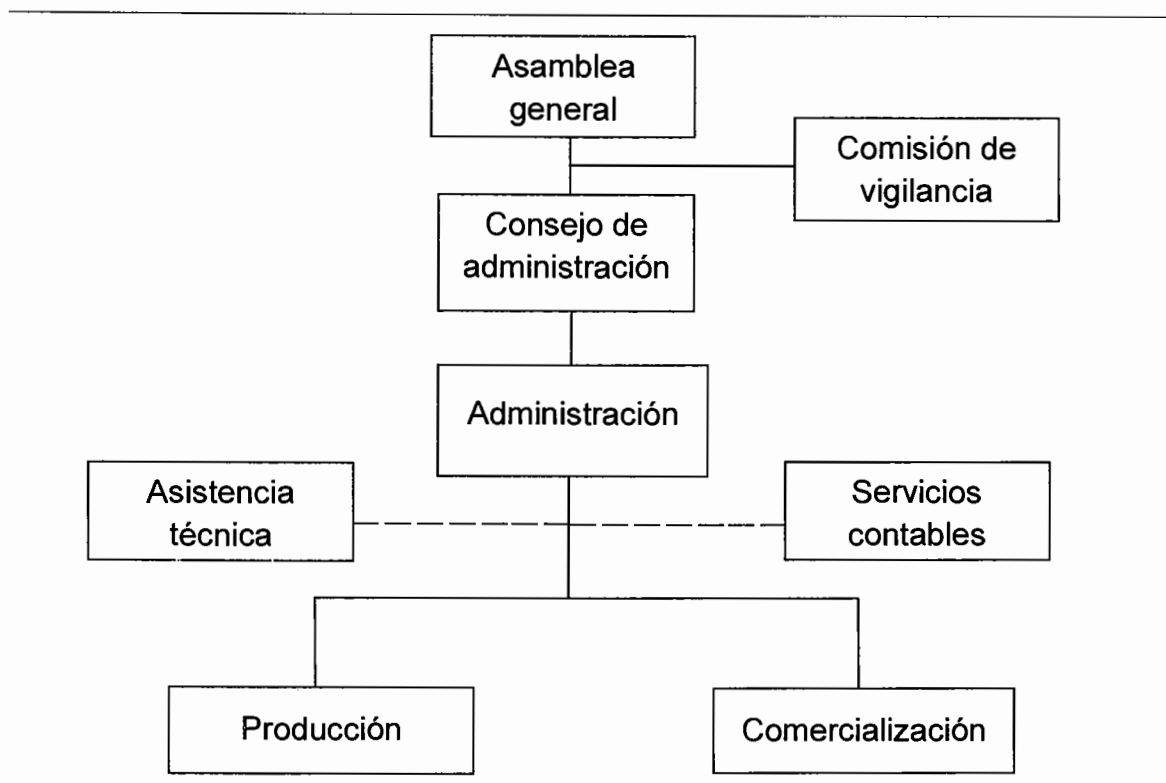 Asamblea
general
Comisión de
vigilancia
Consejo de
administración
Administración
Asistencia
técnica
Servicios
contables
Producción
Comercialización